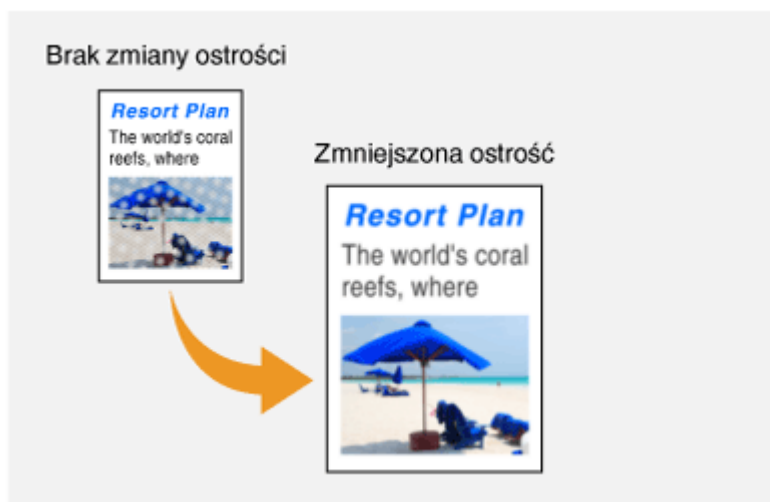 Brak zmiany ostrości
Resort Plan
The world's coral
reefs, where
Zmniejszona ostrość
Resort Plan
The world's coral
reefs, where